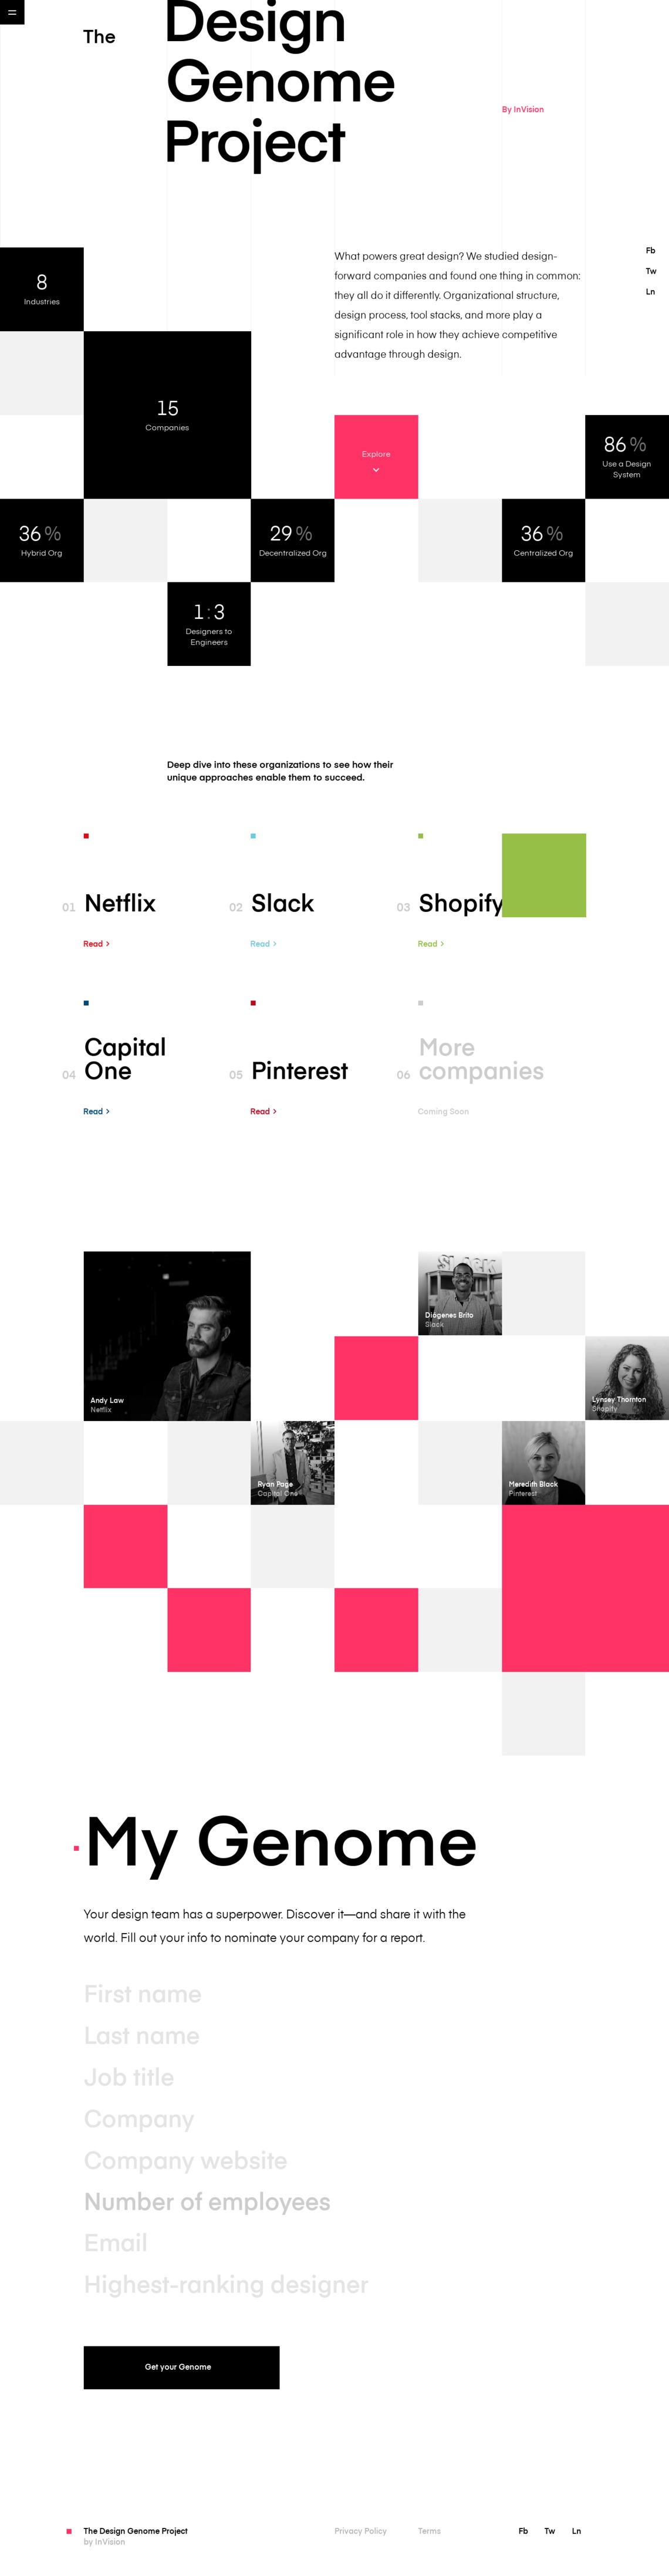 The
Design
Genome
Project
By InVision
What powers great design? We studied design-
forward companies and found one thing in common:
they all do it differently. Organizational structure,
design process, tool stacks, and more play a
significant role in how they achieve competitive
advantage through design.
Fb
Tw
Ln
8
Industries
15
Companies
Explore
86 %
Use a Design
System
36 %
Hybrid Org
29 %
Decentralized Org
36 %
Centralized Org
1:3
Designers to
Engineers
Deep dive into these organizations to see how their
unique approaches enable them to succeed.
01 Netflix
Read
02 Slack
Read
03 Shopify
Read
04 Capital
One
Read
05 Pinterest
Read
06 More
companies
Coming Soon
SLACK
Diógenes Brito
Slack
Andy Law
Netflix
Lynsey Thornton
Shopify
Ryan Page
Capital One
Meredith Black
Pinterest
My Genome
Your design team has a superpower. Discover it—and share it with the
world. Fill out your info to nominate your company for a report.
First name
Last name
Job title
Company
Company website
Number of employees
Email
Highest-ranking designer
Get your Genome
The Design Genome Project
by InVision
Privacy Policy
Terms
Fb
Tw
Ln